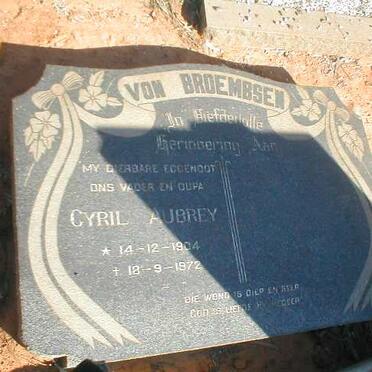 VON BROEMBSEN
In Liefdevolle
Herinnering Aan
MY DIERBARE EGGENOOT
ONS VADER EN OUPA
CYRIL AUBREY
* 14-12-1904
† 18-9-1972
DIE WOND IS DIEP EN SEER
GOD SE LIEFDE